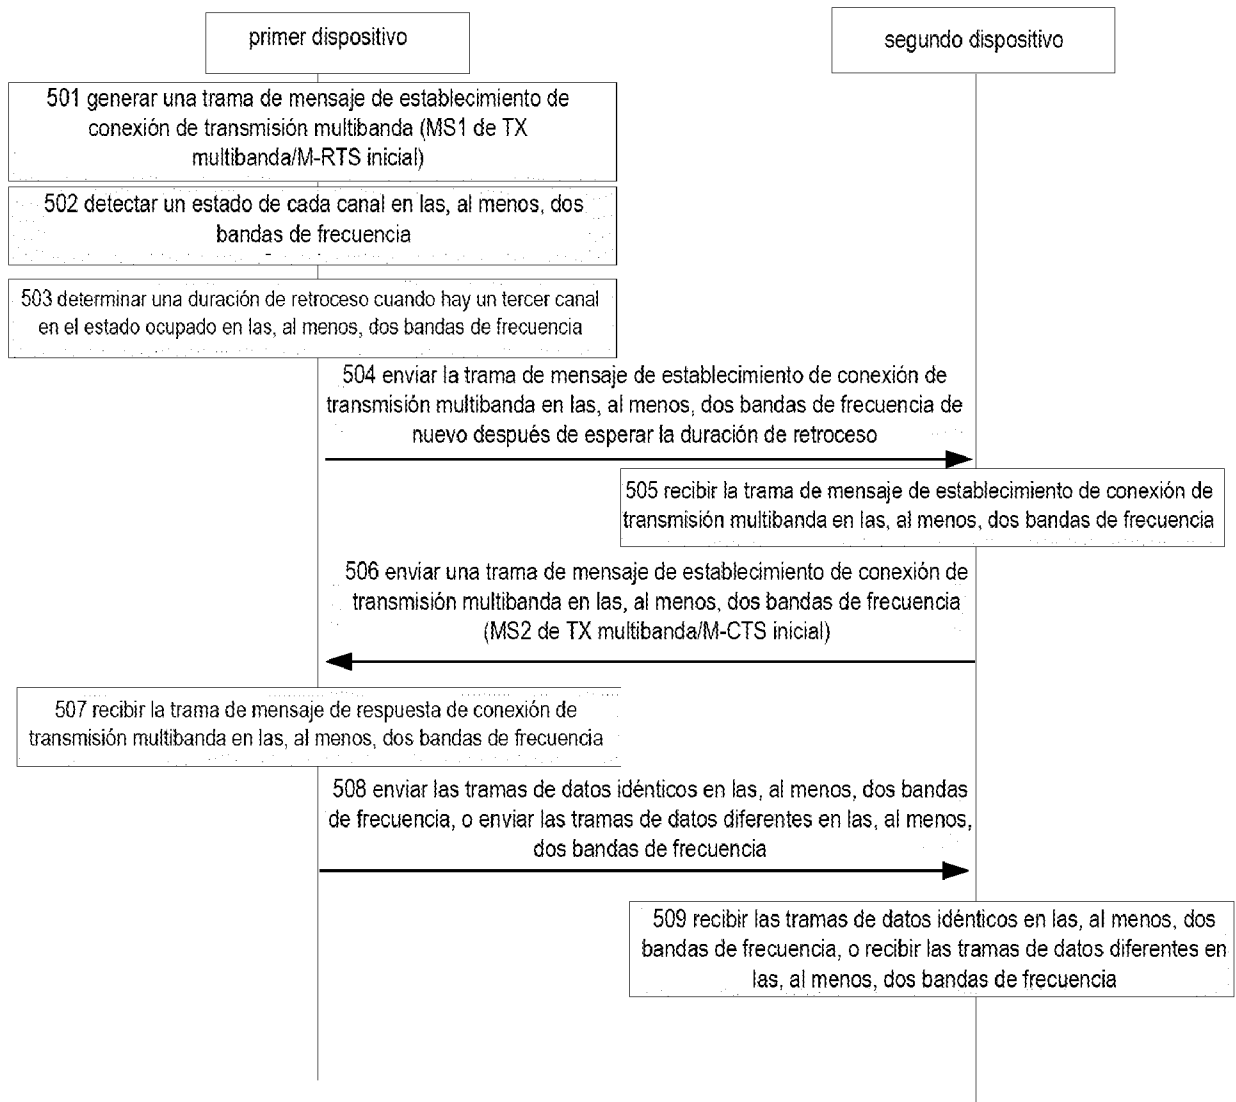 primer dispositivo
segundo dispositivo
501 generar una trama de mensaje de establecimiento de
conexión de transmisión multibanda (MS1 de TX
multibanda/M-RTS inicial)
502 detectar un estado de cada canal en las, al menos, dos
bandas de frecuencia
503 determinar una duración de retroceso cuando hay un tercer canal
en el estado ocupado en las, al menos, dos bandas de frecuencia
504 enviar la trama de mensaje de establecimiento de conexión de
transmisión multibanda en las, al menos, dos bandas de frecuencia de
nuevo después de esperar la duración de retroceso
505 recibir la trama de mensaje de establecimiento de conexión de
transmisión multibanda en las, al menos, dos bandas de frecuencia
506 enviar una trama de mensaje de establecimiento de conexión de
transmisión multibanda en las, al menos, dos bandas de frecuencia
(MS2 de TX multibanda/M-CTS inicial)
507 recibir la trama de mensaje de respuesta de conexión de
transmisión multibanda en las, al menos, dos bandas de frecuencia
508 enviar las tramas de datos idénticos en las, al menos, dos bandas
de frecuencia, o enviar las tramas de datos diferentes en las, al menos,
dos bandas de frecuencia
509 recibir las tramas de datos idénticos en las, al menos, dos
bandas de frecuencia, o recibir las tramas de datos diferentes en
las, al menos, dos bandas de frecuencia